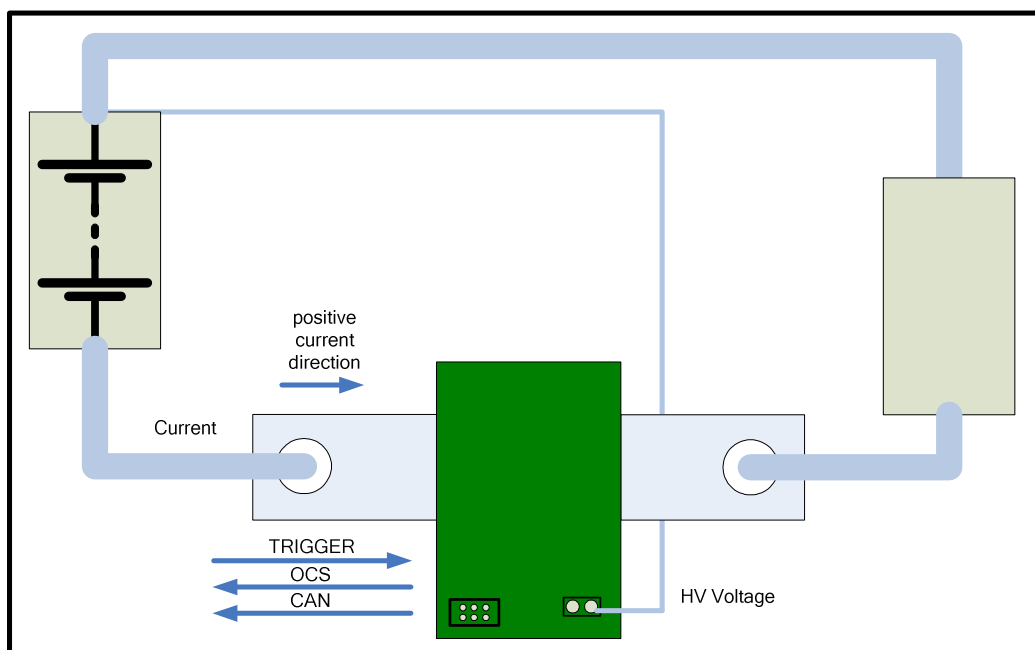 positive
current
direction
Current
TRIGGER
OCS
CAN
HV Voltage